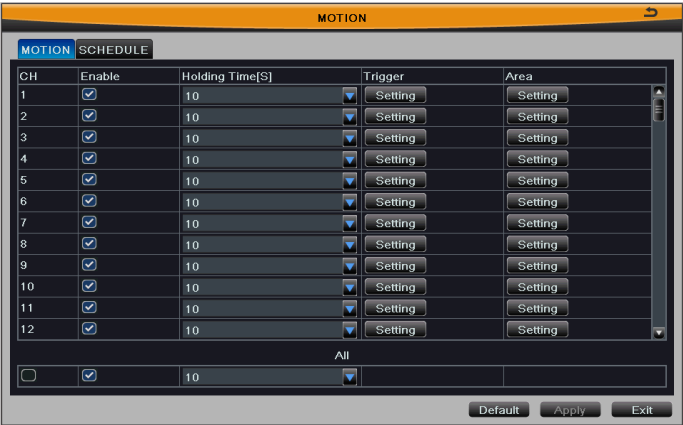 MOTION
MOTION SCHEDULE
CH Enable Holding Time[S] Trigger Area
1 10 Setting Setting
2 10 Setting Setting
3 10 Setting Setting
4 10 Setting Setting
5 10 Setting Setting
6 10 Setting Setting
7 10 Setting Setting
8 10 Setting Setting
9 10 Setting Setting
10 10 Setting Setting
11 10 Setting Setting
12 10 Setting Setting
All
10
Default Apply Exit